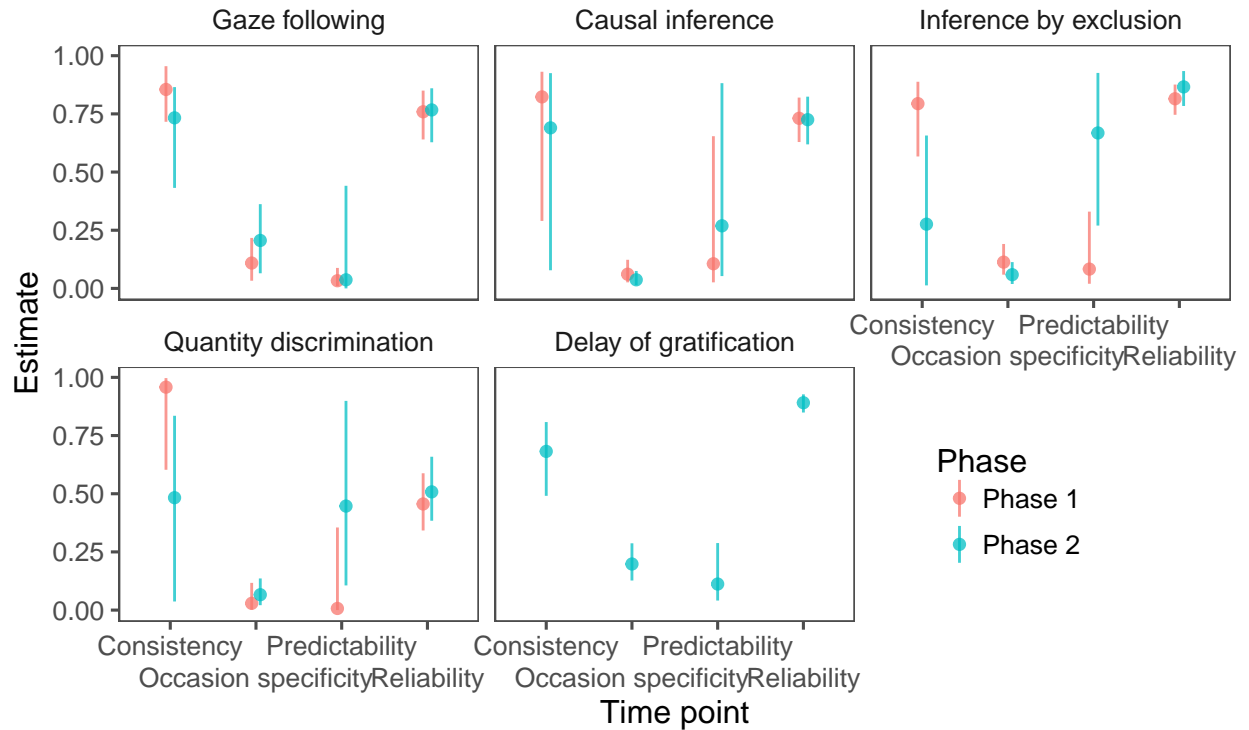 Gaze following
Causal inference
Inference by exclusion
1.00
0.75
0.50
0.25
0.00
Consistency
Predictability
Occasion specificity
Reliability
Estimate
Quantity discrimination
Delay of gratification
1.00
0.75
0.50
0.25
0.00
Consistency
Predictability
Occasion specificity
Reliability
Consistency
Predictability
Occasion specificity
Reliability
Time point
Phase
Phase 1
Phase 2